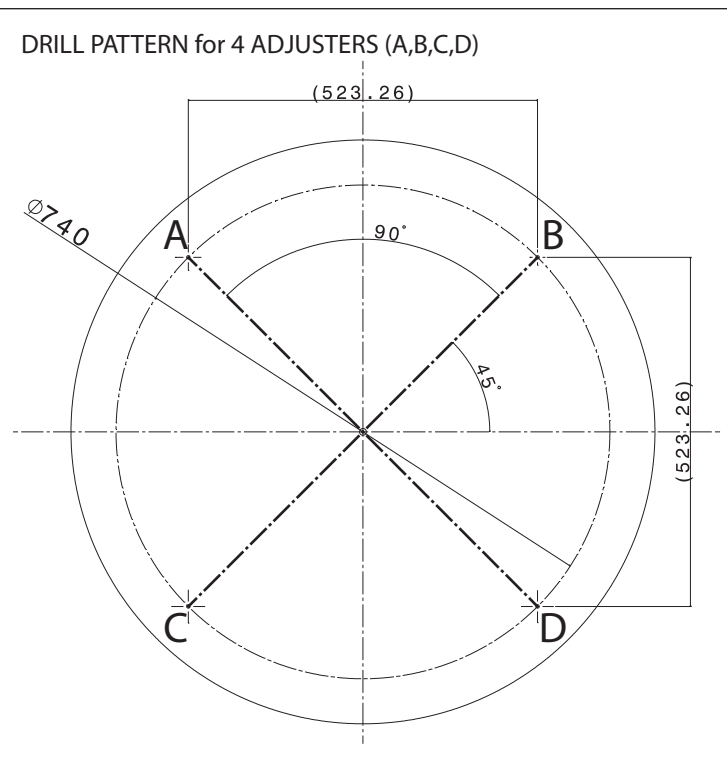 DRILL PATTERN for 4 ADJUSTERS (A,B,C,D)
(523.26)
∅740
A
90°
B
45°
(523.26)
C
D